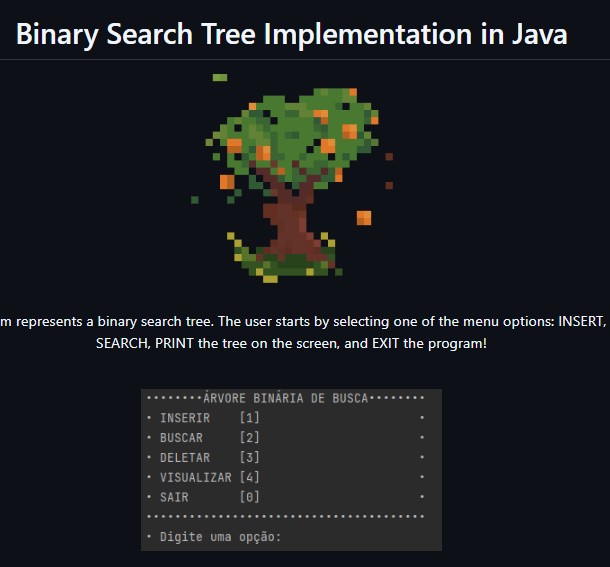 Binary Search Tree Implementation in Java
m represents a binary search tree. The user starts by selecting one of the menu options: INSERT,
SEARCH, PRINT the tree on the screen, and EXIT the program!
••••••••ÁRVORE BINÁRIA DE BUSCA••••••••
• INSERIR [1] •
• BUSCAR [2] •
• DELETAR [3] •
• VISUALIZAR [4] •
• SAIR [0] •
•••••••••••••••••••••••••••••••••••••••
• Digite uma opção: